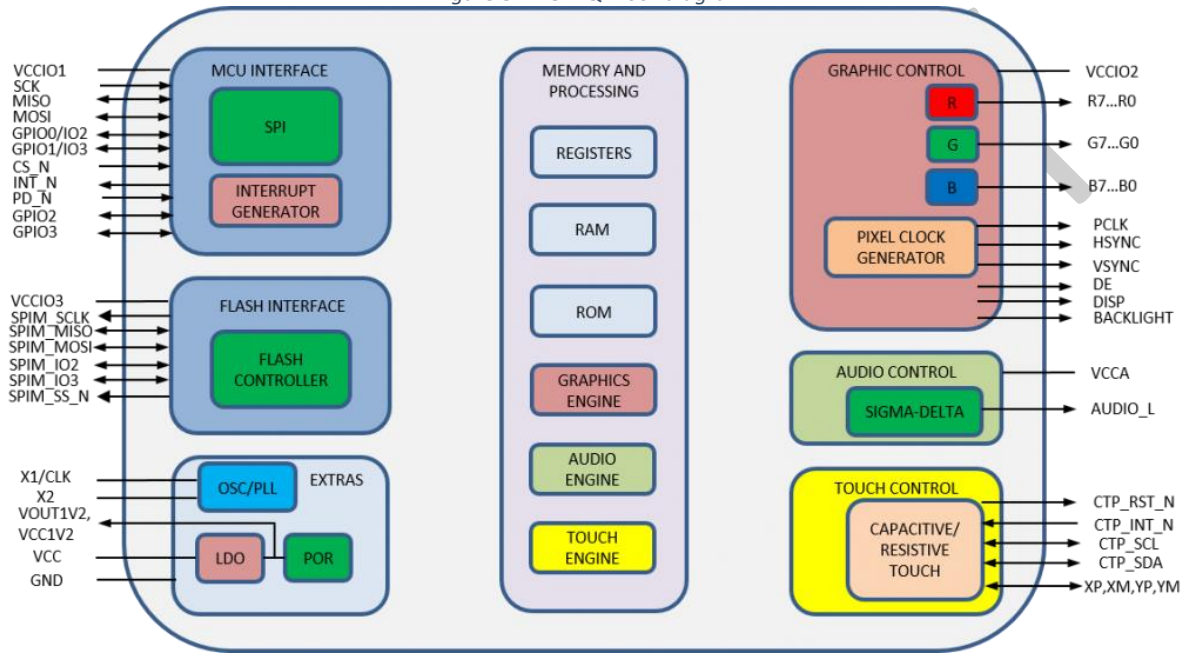 VCCIO1
SCK
MISO
MOSI
GPIO0/IO2
GPIO1/IO3
CS_N
INT_N
PD_N
GPIO2
GPIO3
MCU INTERFACE
SPI
INTERRUPT
GENERATOR
VCCIO3
SPIM_SCLK
SPIM_MISO
SPIM_MOSI
SPIM_IO2
SPIM_IO3
SPIM_SS_N
FLASH INTERFACE
FLASH
CONTROLLER
X1/CLK
X2
VOUT1V2,
VCC1V2
VCC
GND
OSC/PLL
EXTRAS
LDO
POR
MEMORY AND
PROCESSING
REGISTERS
RAM
ROM
GRAPHICS
ENGINE
AUDIO
ENGINE
TOUCH
ENGINE
GRAPHIC CONTROL
R
G
B
PIXEL CLOCK
GENERATOR
VCCIO2
R7...R0
G7...G0
B7...B0
PCLK
HSYNC
VSYNC
DE
DISP
BACKLIGHT
AUDIO CONTROL
SIGMA-DELTA
VCCA
AUDIO_L
TOUCH CONTROL
CAPACITIVE/
RESISTIVE
TOUCH
CTP_RST_N
CTP_INT_N
CTP_SCL
CTP_SDA
XP,XM,YP,YM